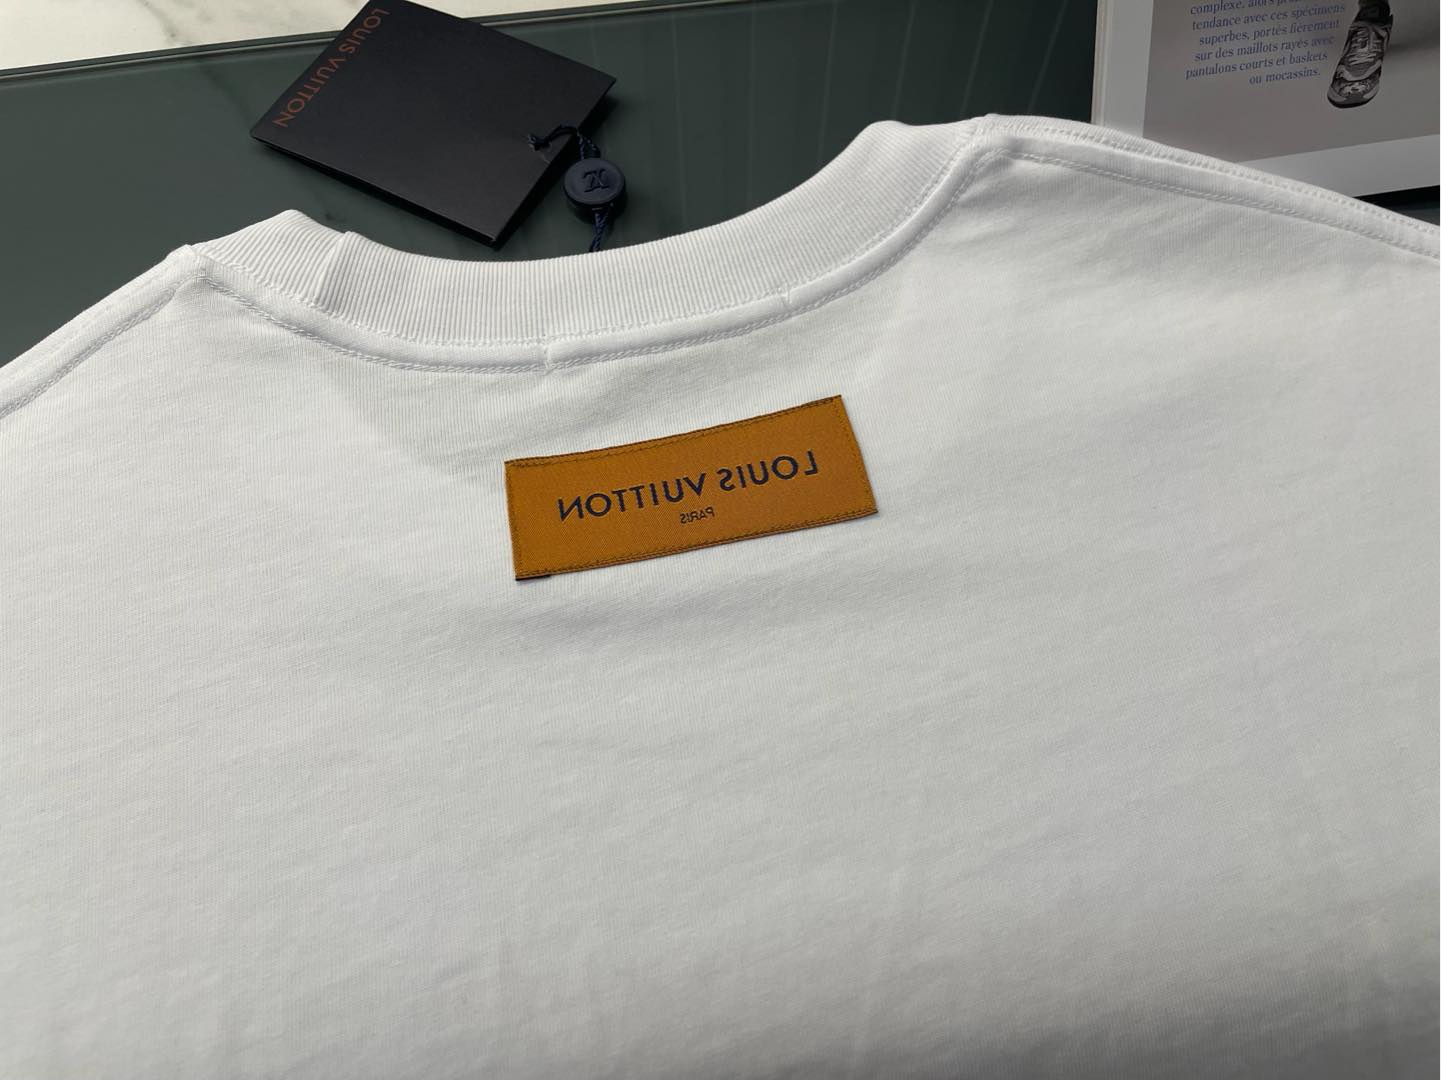 LOUIS VUITTON
complexe, alors
tendance avec ces spécimens
superbes, portés fièrement
sur des maillots rayés avec
pantalons courts et baskets
ou mocassins.
LOUIS VUITTON
PARIS